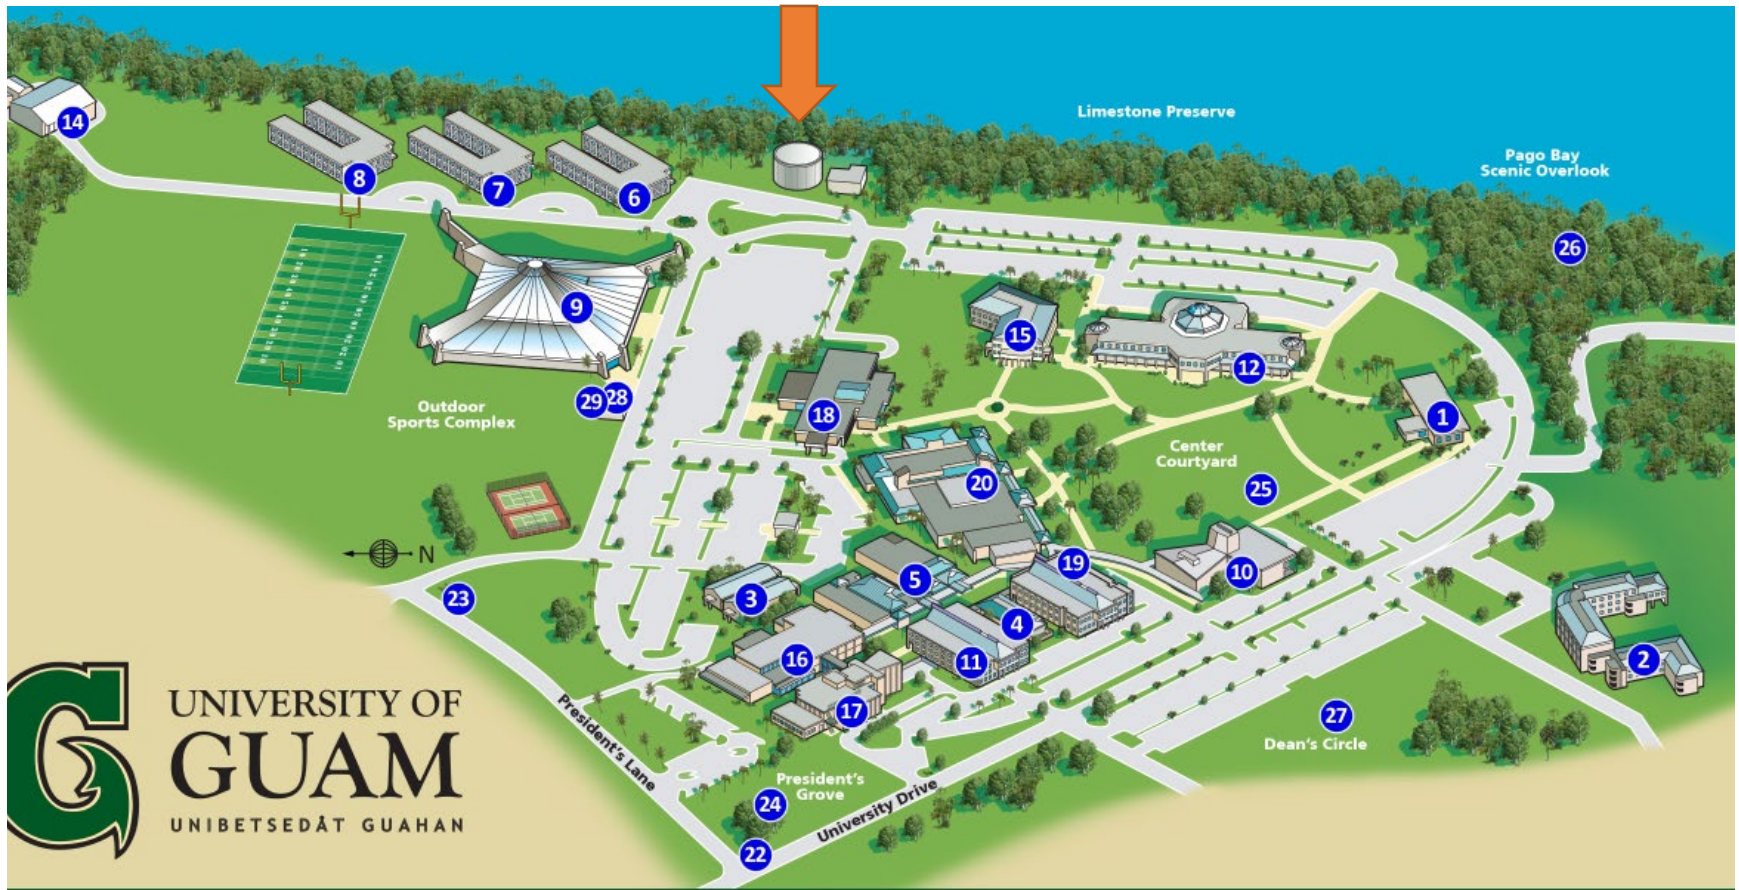 Limestone Preserve
Pago Bay
Scenic Overlook
14
8
7
6
26
9
15
12
29
28
Outdoor
Sports Complex
18
1
Center
Courtyard
20
25
N
19
10
5
23
3
4
16
11
2
17
27
Dean's Circle
President's Lane
President's
Grove
24
University Drive
22
G
UNIVERSITY OF
GUAM
UNIBETSEDÅT GUAHAN